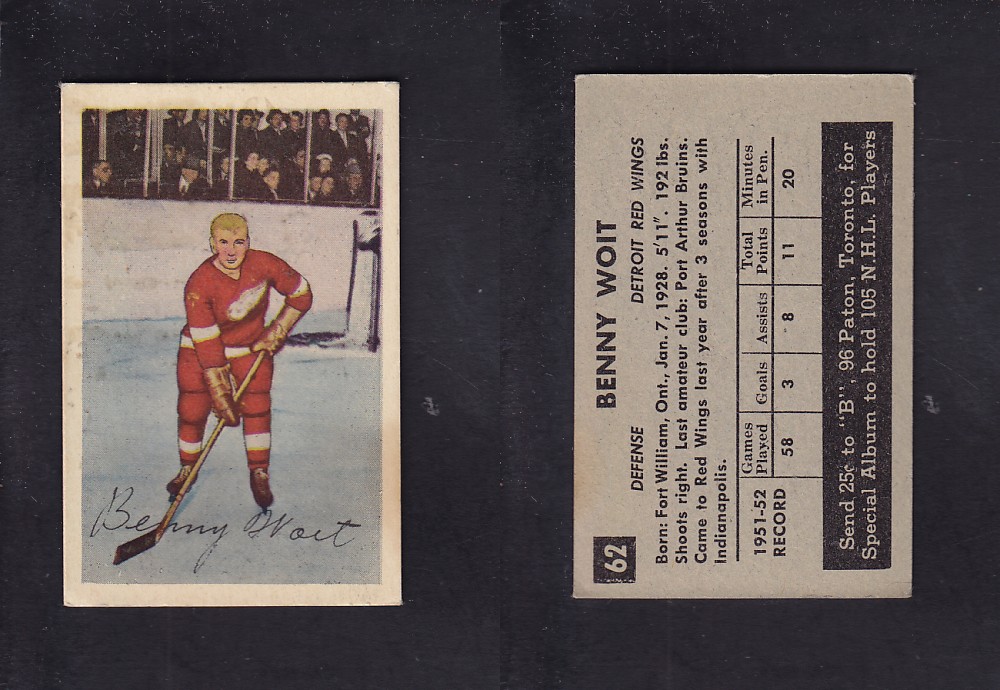 Benny Woit
62
BENNY WOIT
DEFENSE DETROIT RED WINGS
Born: Fort William, Ont., Jan. 7, 1928. 5'11". 192 lbs.
Shoots right. Last amateur club: Port Arthur Bruins.
Came to Red Wings last year after 3 seasons with
Indianapolis.
1951-52 RECORD
Games Played Goals Assists Total Points Minutes in Pen.
58 3 8 11 20
Send 25¢ to "B", 96 Paton, Toronto, for
Special Album to hold 105 N.H.L. Players